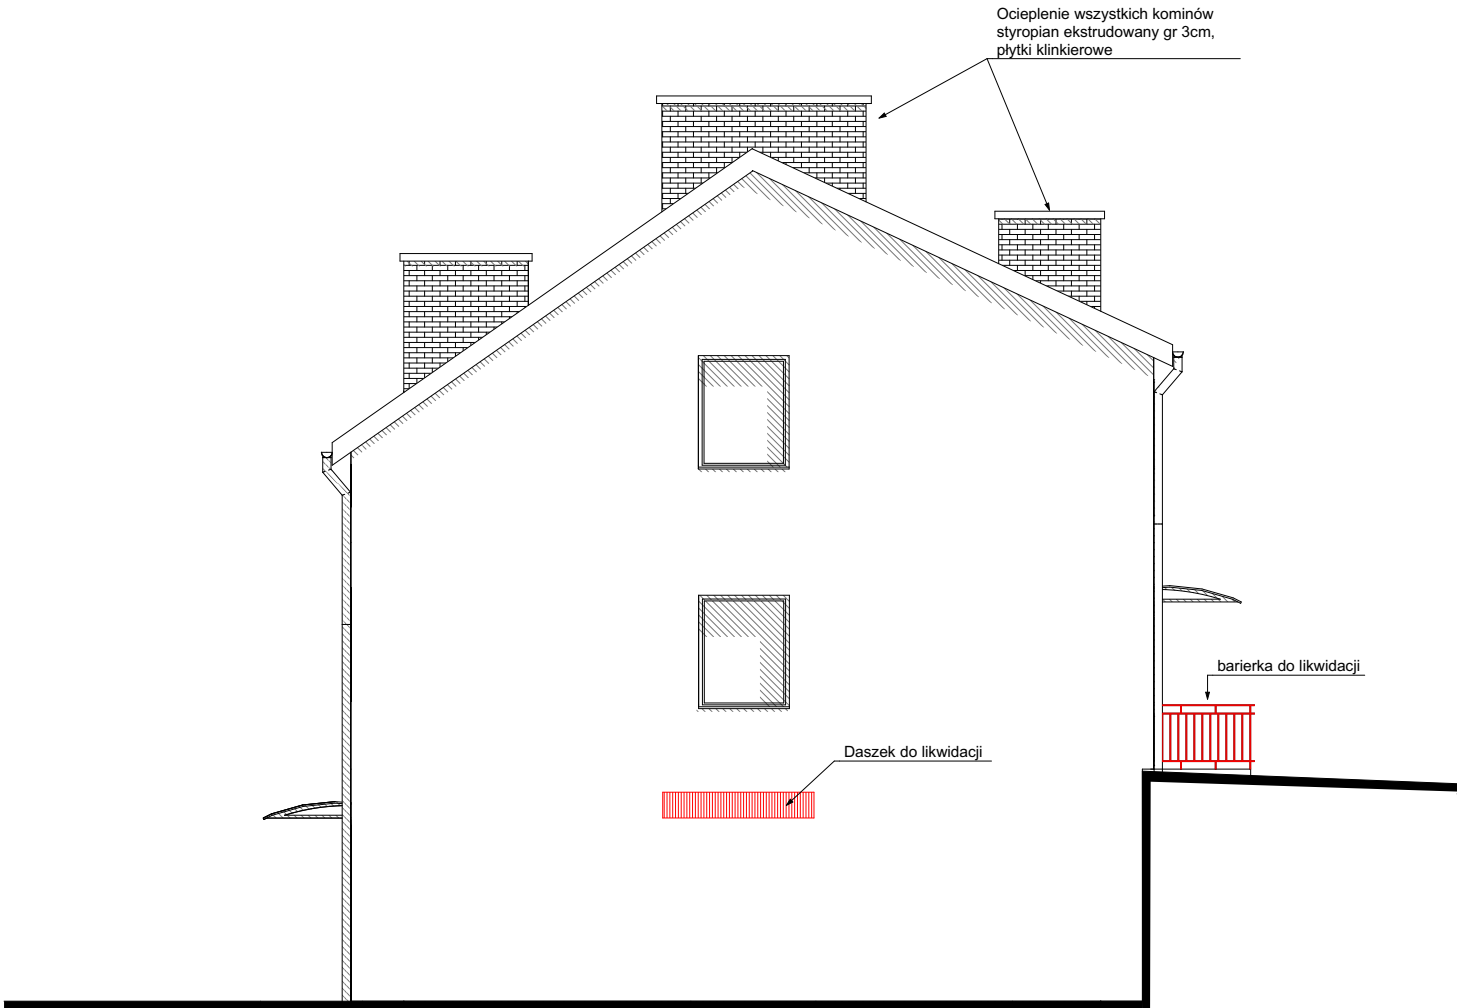 Ocieplenie wszystkich kominów
styropian ekstrudowany gr 3cm,
płytki klinkierowe
barierka do likwidacji
Daszek do likwidacji